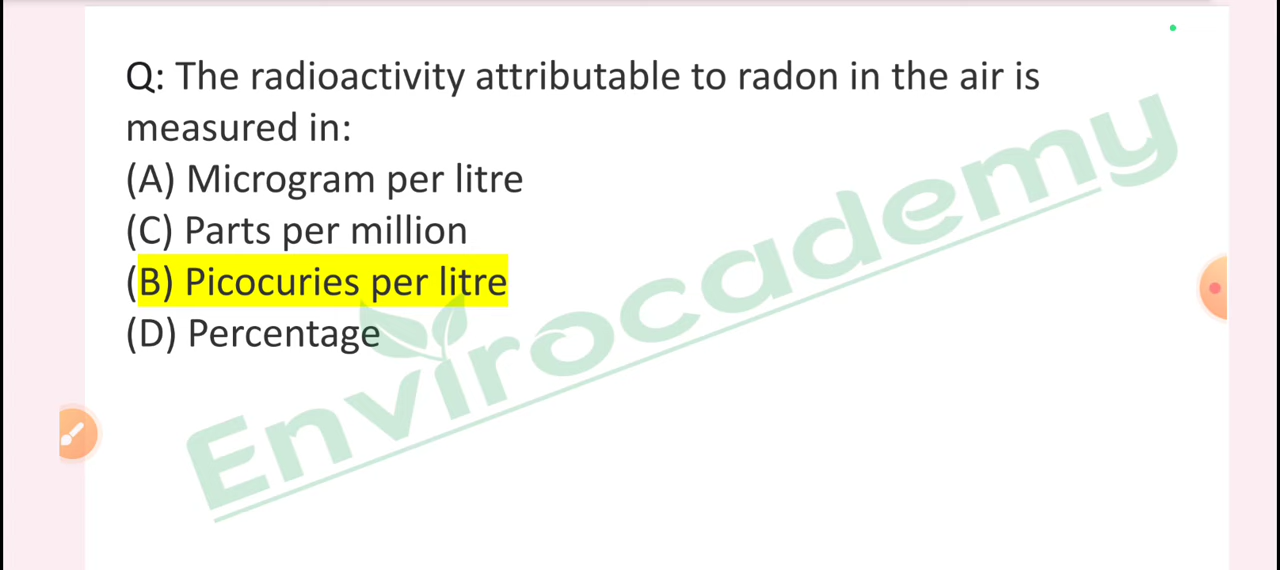 Q: The radioactivity attributable to radon in the air is
measured in:
(A) Microgram per litre
(C) Parts per million
(B) Picocuries per litre
(D) Percentage
Envirocademy